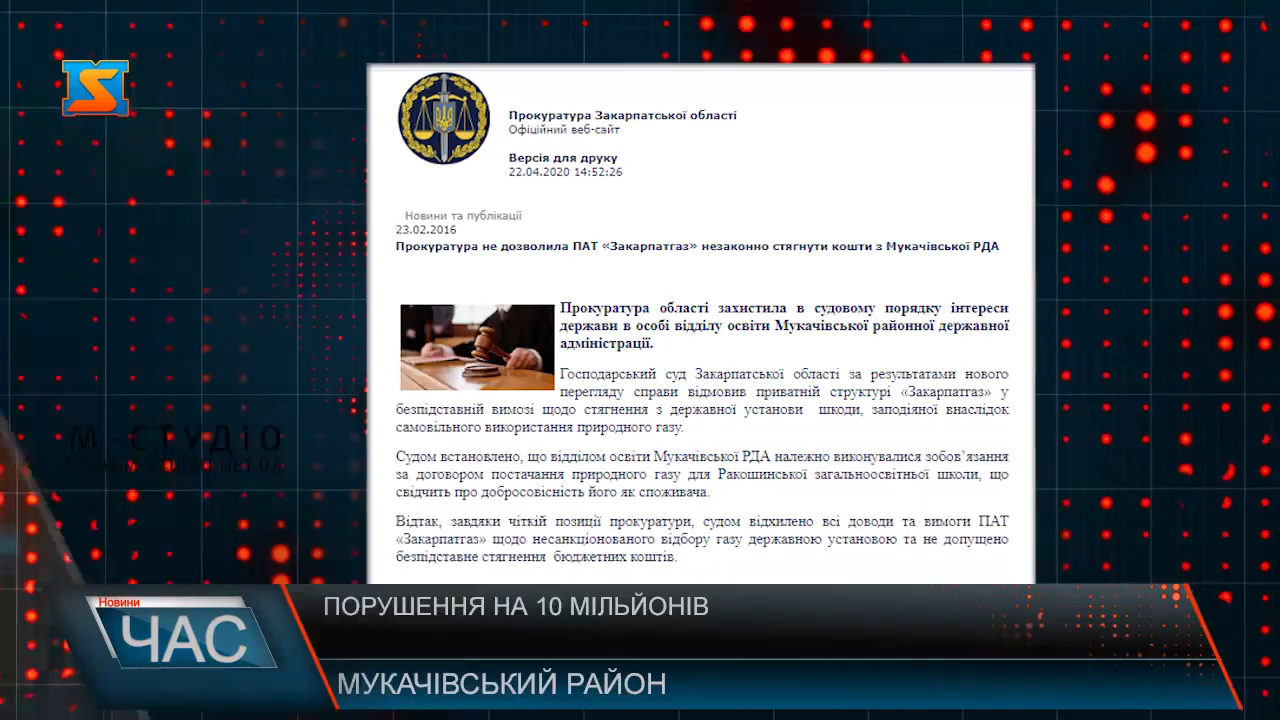 Прокуратура Закарпатської області
Офіційний веб-сайт
Версія для друку
22.04.2020 14:52:26
Новини та публікації
23.02.2016
Прокуратура не дозволила ПАТ «Закарпатгаз» незаконно стягнути кошти з Мукачівської РДА
Прокуратура області захистила в судовому порядку інтереси
держави в особі відділу освіти Мукачівської районної державної
адміністрації.
Господарський суд Закарпатської області за результатами нового
перегляду справи відмовив приватній структурі «Закарпатгаз» у
безпідставній вимозі щодо стягнення з державної установи шкоди, заподіяної внаслідок
самовільного використання природного газу.
Судом встановлено, що відділом освіти Мукачівської РДА належно виконувалися зобов’язання
за договором постачання природного газу для Ракошинської загальноосвітньої школи, що
свідчить про добросовісність його як споживача.
Відтак, завдяки чіткій позиції прокуратури, судом відхилено всі доводи та вимоги ПАТ
«Закарпатгаз» щодо несанкціонованого відбору газу державною установою та не допущено
безпідставне стягнення бюджетних коштів.
М-СТУДІО
Новини
ЧАС
ПОРУШЕННЯ НА 10 МІЛЬЙОНІВ
МУКАЧІВСЬКИЙ РАЙОН